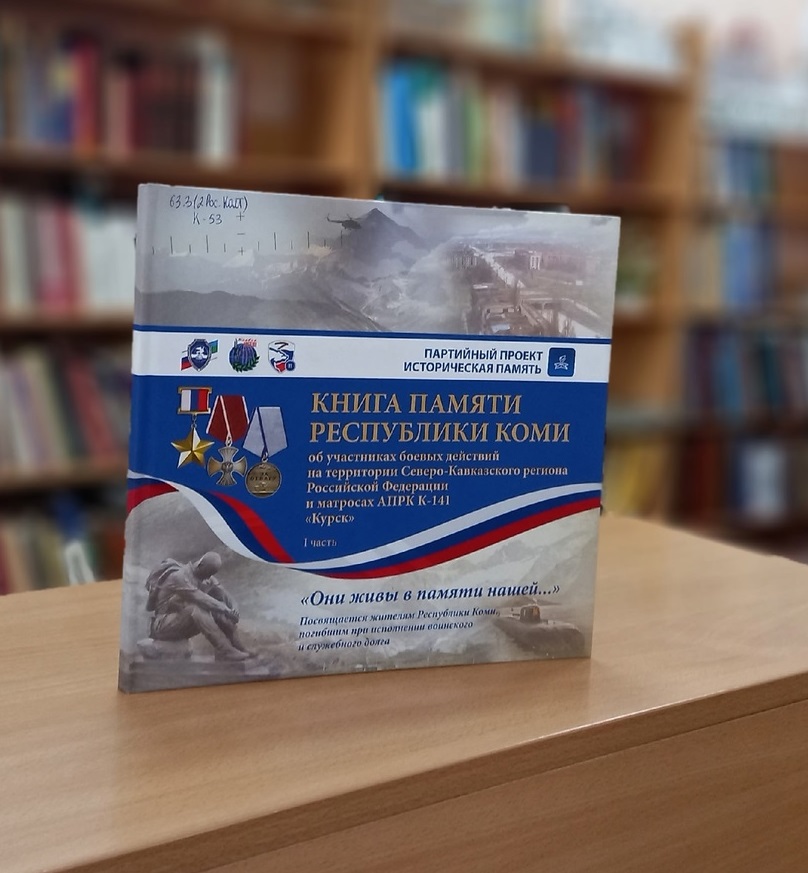 63.3(2Рос.Ком)
К-53
ПАРТИЙНЫЙ ПРОЕКТ
ИСТОРИЧЕСКАЯ ПАМЯТЬ
КНИГА ПАМЯТИ
РЕСПУБЛИКИ КОМИ
об участниках боевых действий
на территории Северо-Кавказского региона
Российской Федерации
и матросах АПРК К-141
«Курск»
I часть
«Они живы в памяти нашей...»
Посвящается жителям Республики Коми,
погибшим при исполнении воинского
и служебного долга